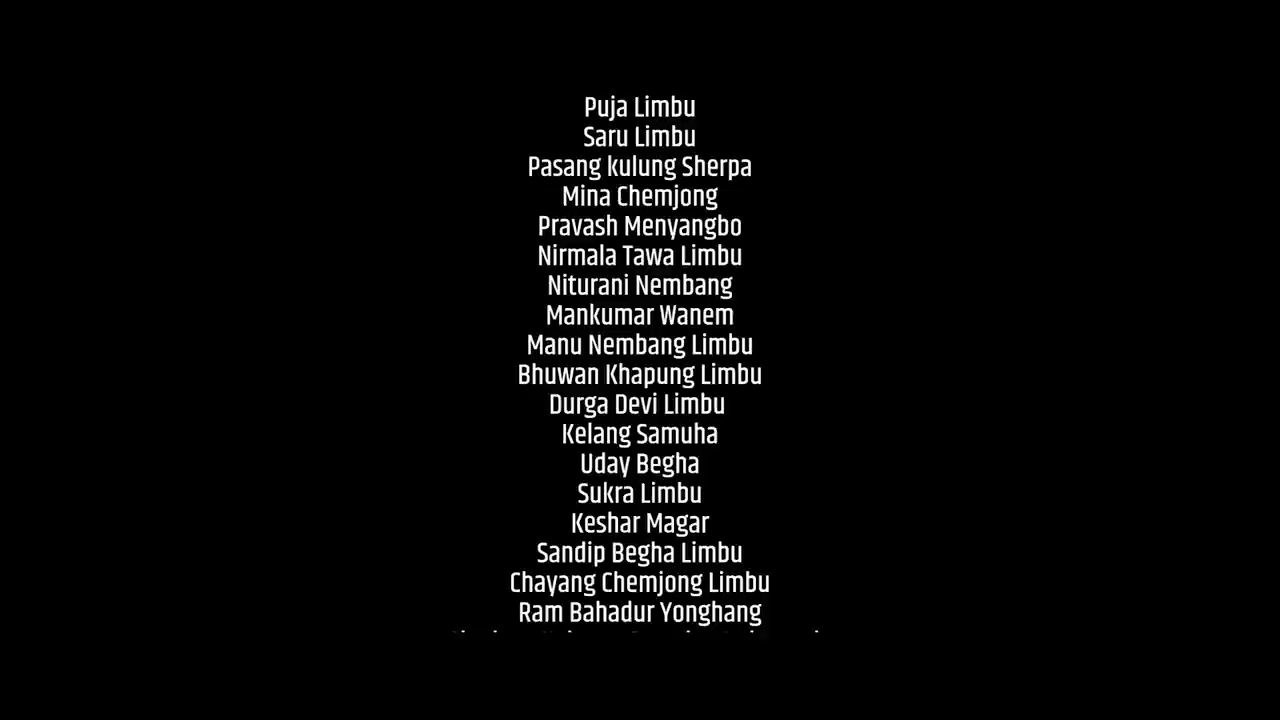 Puja Limbu
Saru Limbu
Pasang kulung Sherpa
Mina Chemjong
Pravash Menyangbo
Nirmala Tawa Limbu
Niturani Nembang
Mankumar Wanem
Manu Nembang Limbu
Bhuwan Khapung Limbu
Durga Devi Limbu
Kelang Samuha
Uday Begha
Sukra Limbu
Keshar Magar
Sandip Begha Limbu
Chayang Chemjong Limbu
Ram Bahadur Yonghang